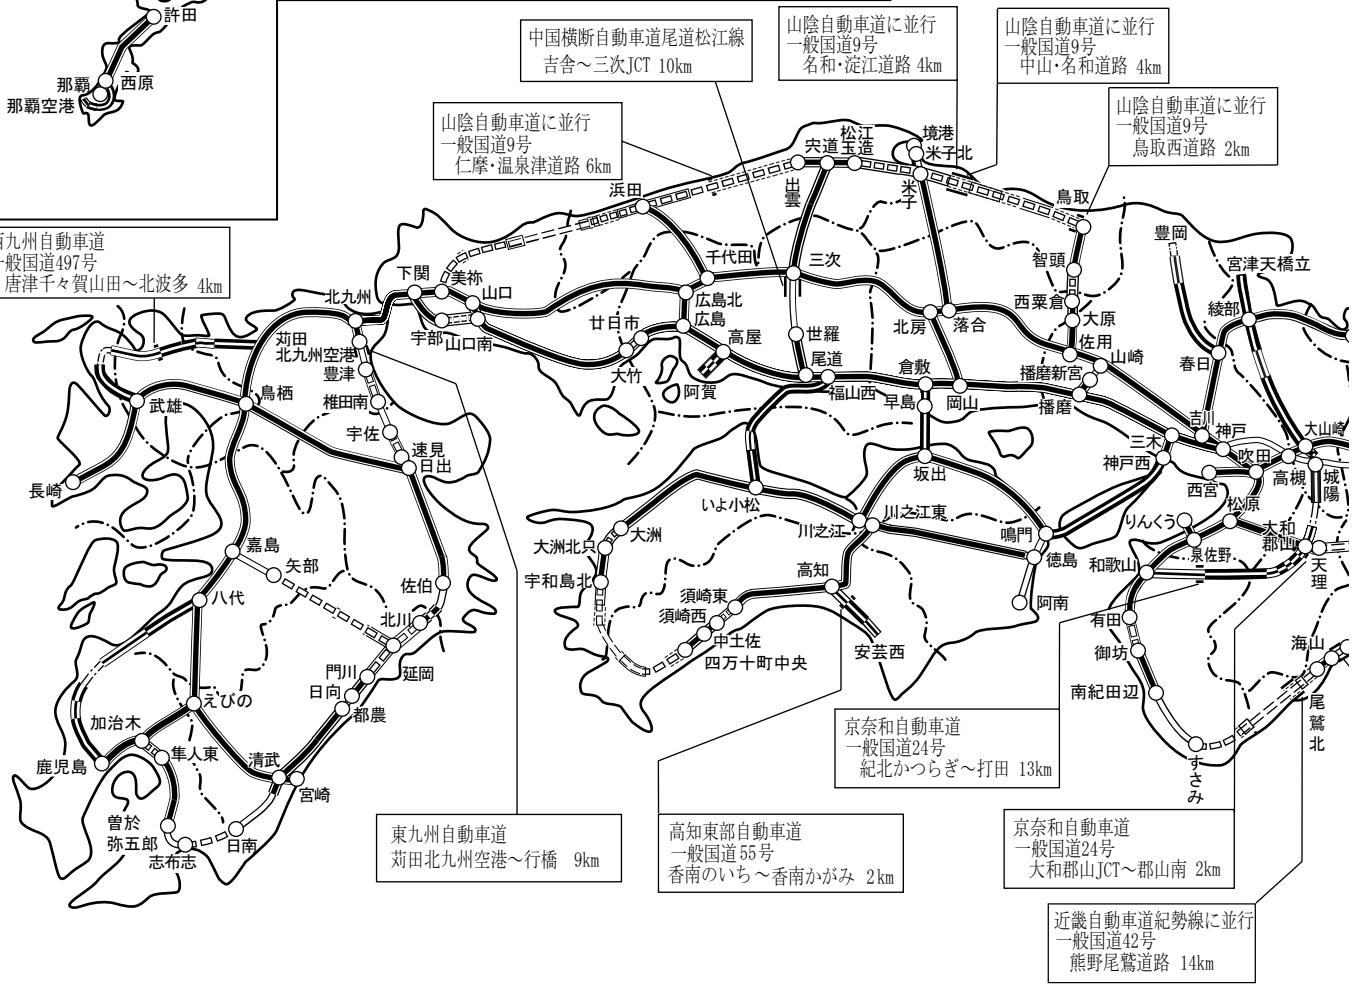 許田
那覇
西原
那覇空港
中国横断自動車道尾道松江線
吉舎～三次JCT 10km
山陰自動車道に並行
一般国道9号
名和・淀江道路 4km
山陰自動車道に並行
一般国道9号
中山・名和道路 4km
山陰自動車道に並行
一般国道9号
仁摩・温泉津道路 6km
山陰自動車道に並行
一般国道9号
鳥取西道路 2km
西九州自動車道
一般国道497号
唐津千々賀山田～北波多 4km
浜田
出雲
宍道
松江玉造
境港
米子北
米子
鳥取
豊岡
宮津天橋立
千代田
三次
智頭
西粟倉
大原
佐用
綾部
下関
美祢
山口
北九州
宇部
山口南
広島北
広島
廿日市
大竹
高屋
阿賀
世羅
尾道
福山西
北房
落合
倉敷
早島
岡山
播磨新宮
播磨
山崎
春日
吉川
神戸
三木
神戸西
西宮
吹田
高槻
大山崎
城陽
松原
りんくう
泉佐野
大和
郡山
天理
和歌山
有田
御坊
南紀田辺
すさみ
海山
尾鷲北
苅田
北九州空港
豊津
椎田南
宇佐
速見
日出
鳥栖
武雄
長崎
嘉島
矢部
八代
佐伯
北川
延岡
門川
日向
都農
えびの
加治木
隼人東
鹿児島
清武
宮崎
曽於
弥五郎
志布志
日南
坂出
いよ小松
川之江
川之江東
鳴門
徳島
阿南
大洲
大洲北只
宇和島北
高知
須崎東
須崎西
中土佐
四万十町中央
安芸西
京奈和自動車道
一般国道24号
紀北かつらぎ～打田 13km
東九州自動車道
苅田北九州空港～行橋 9km
高知東部自動車道
一般国道55号
香南のいち～香南かがみ 2km
京奈和自動車道
一般国道24号
大和郡山JCT～郡山南 2km
近畿自動車道紀勢線に並行
一般国道42号
熊野尾鷲道路 14km